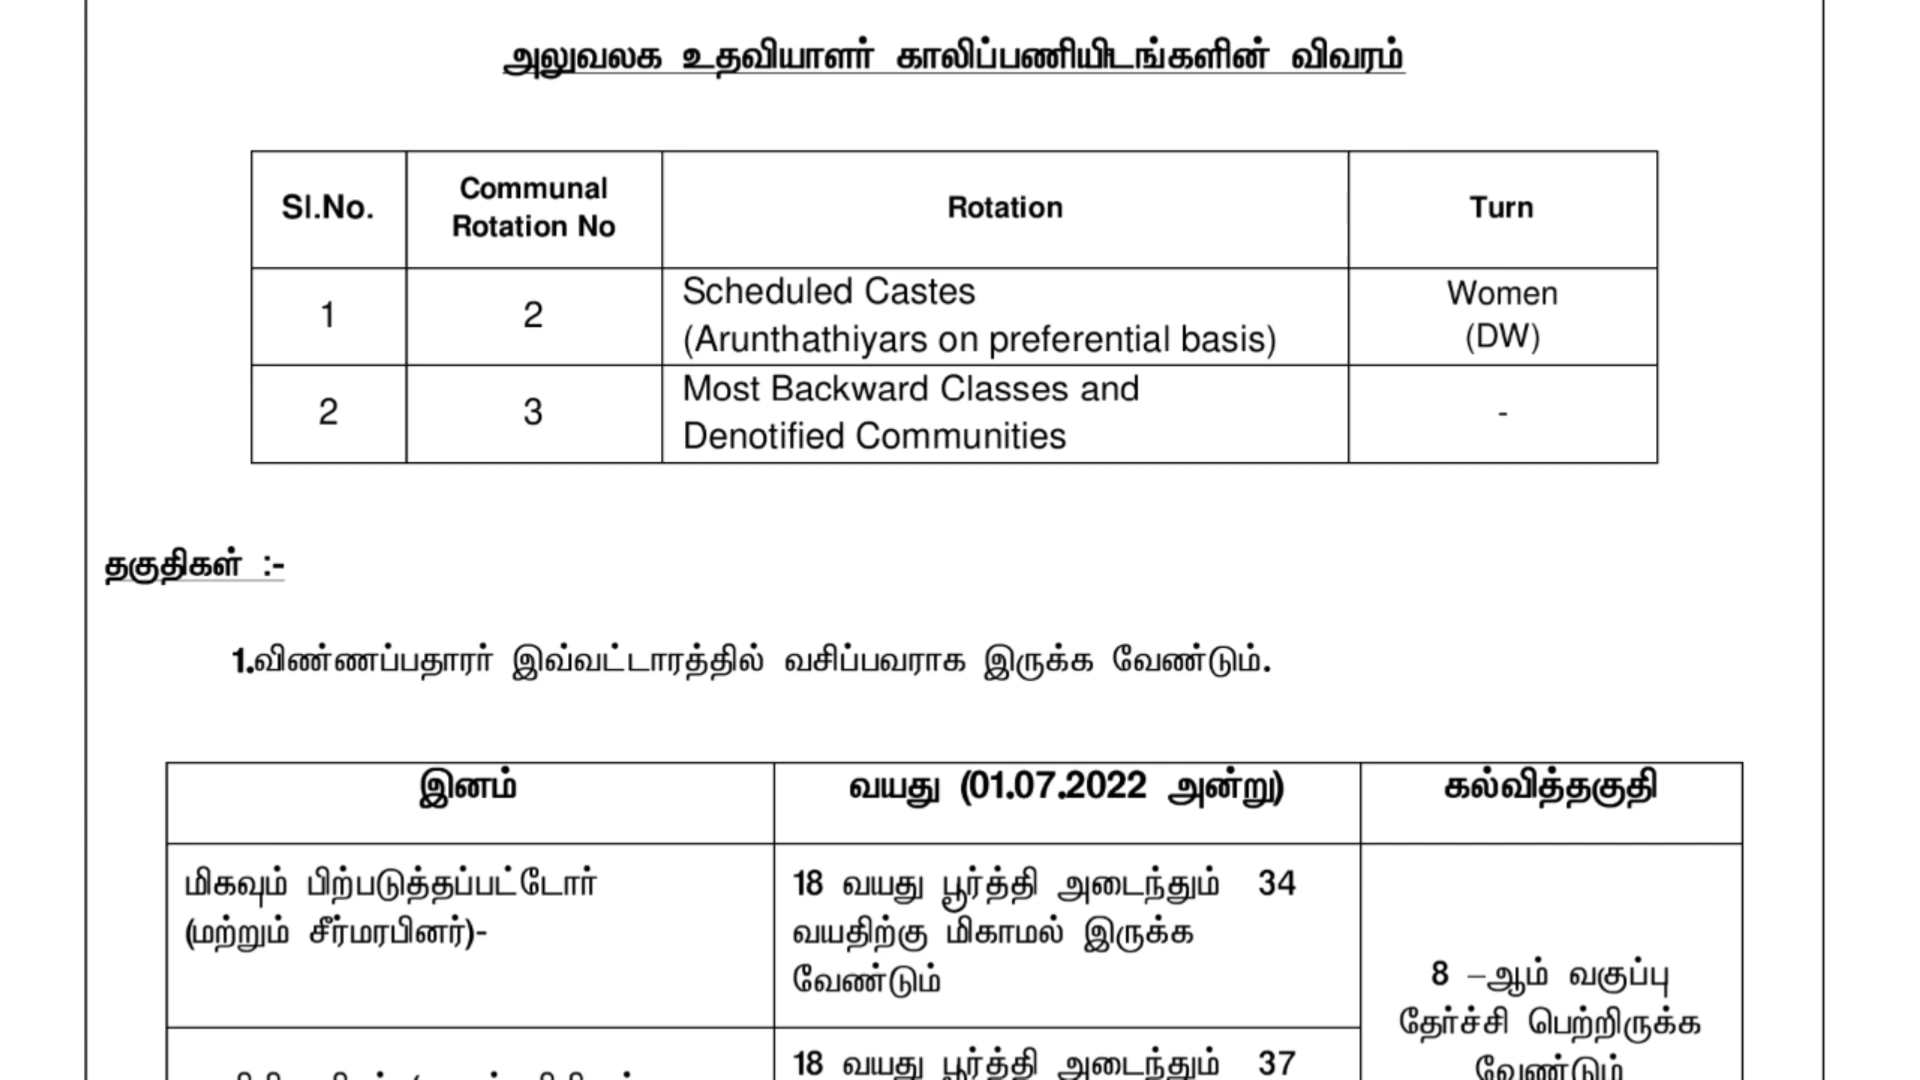 அலுவலக உதவியாளர் காலிப்பணியிடங்களின் விவரம்
Sl.No.
Communal
Rotation No
Rotation
Turn
1
2
Scheduled Castes
(Arunthathiyars on preferential basis)
Women
(DW)
2
3
Most Backward Classes and
Denotified Communities
-
தகுதிகள் :-
1.விண்ணப்பதாரர் இவ்வட்டாரத்தில் வசிப்பவராக இருக்க வேண்டும்.
இனம்
வயது (01.07.2022 அன்று)
கல்வித்தகுதி
மிகவும் பிற்படுத்தப்பட்டோர்
(மற்றும் சீர்மரபினர்)-
18 வயது பூர்த்தி அடைந்தும் 34
வயதிற்கு மிகாமல் இருக்க
வேண்டும்
8 –ஆம் வகுப்பு
தேர்ச்சி பெற்றிருக்க
வேண்டும்
18 வயது பூர்த்தி அடைந்தும் 37